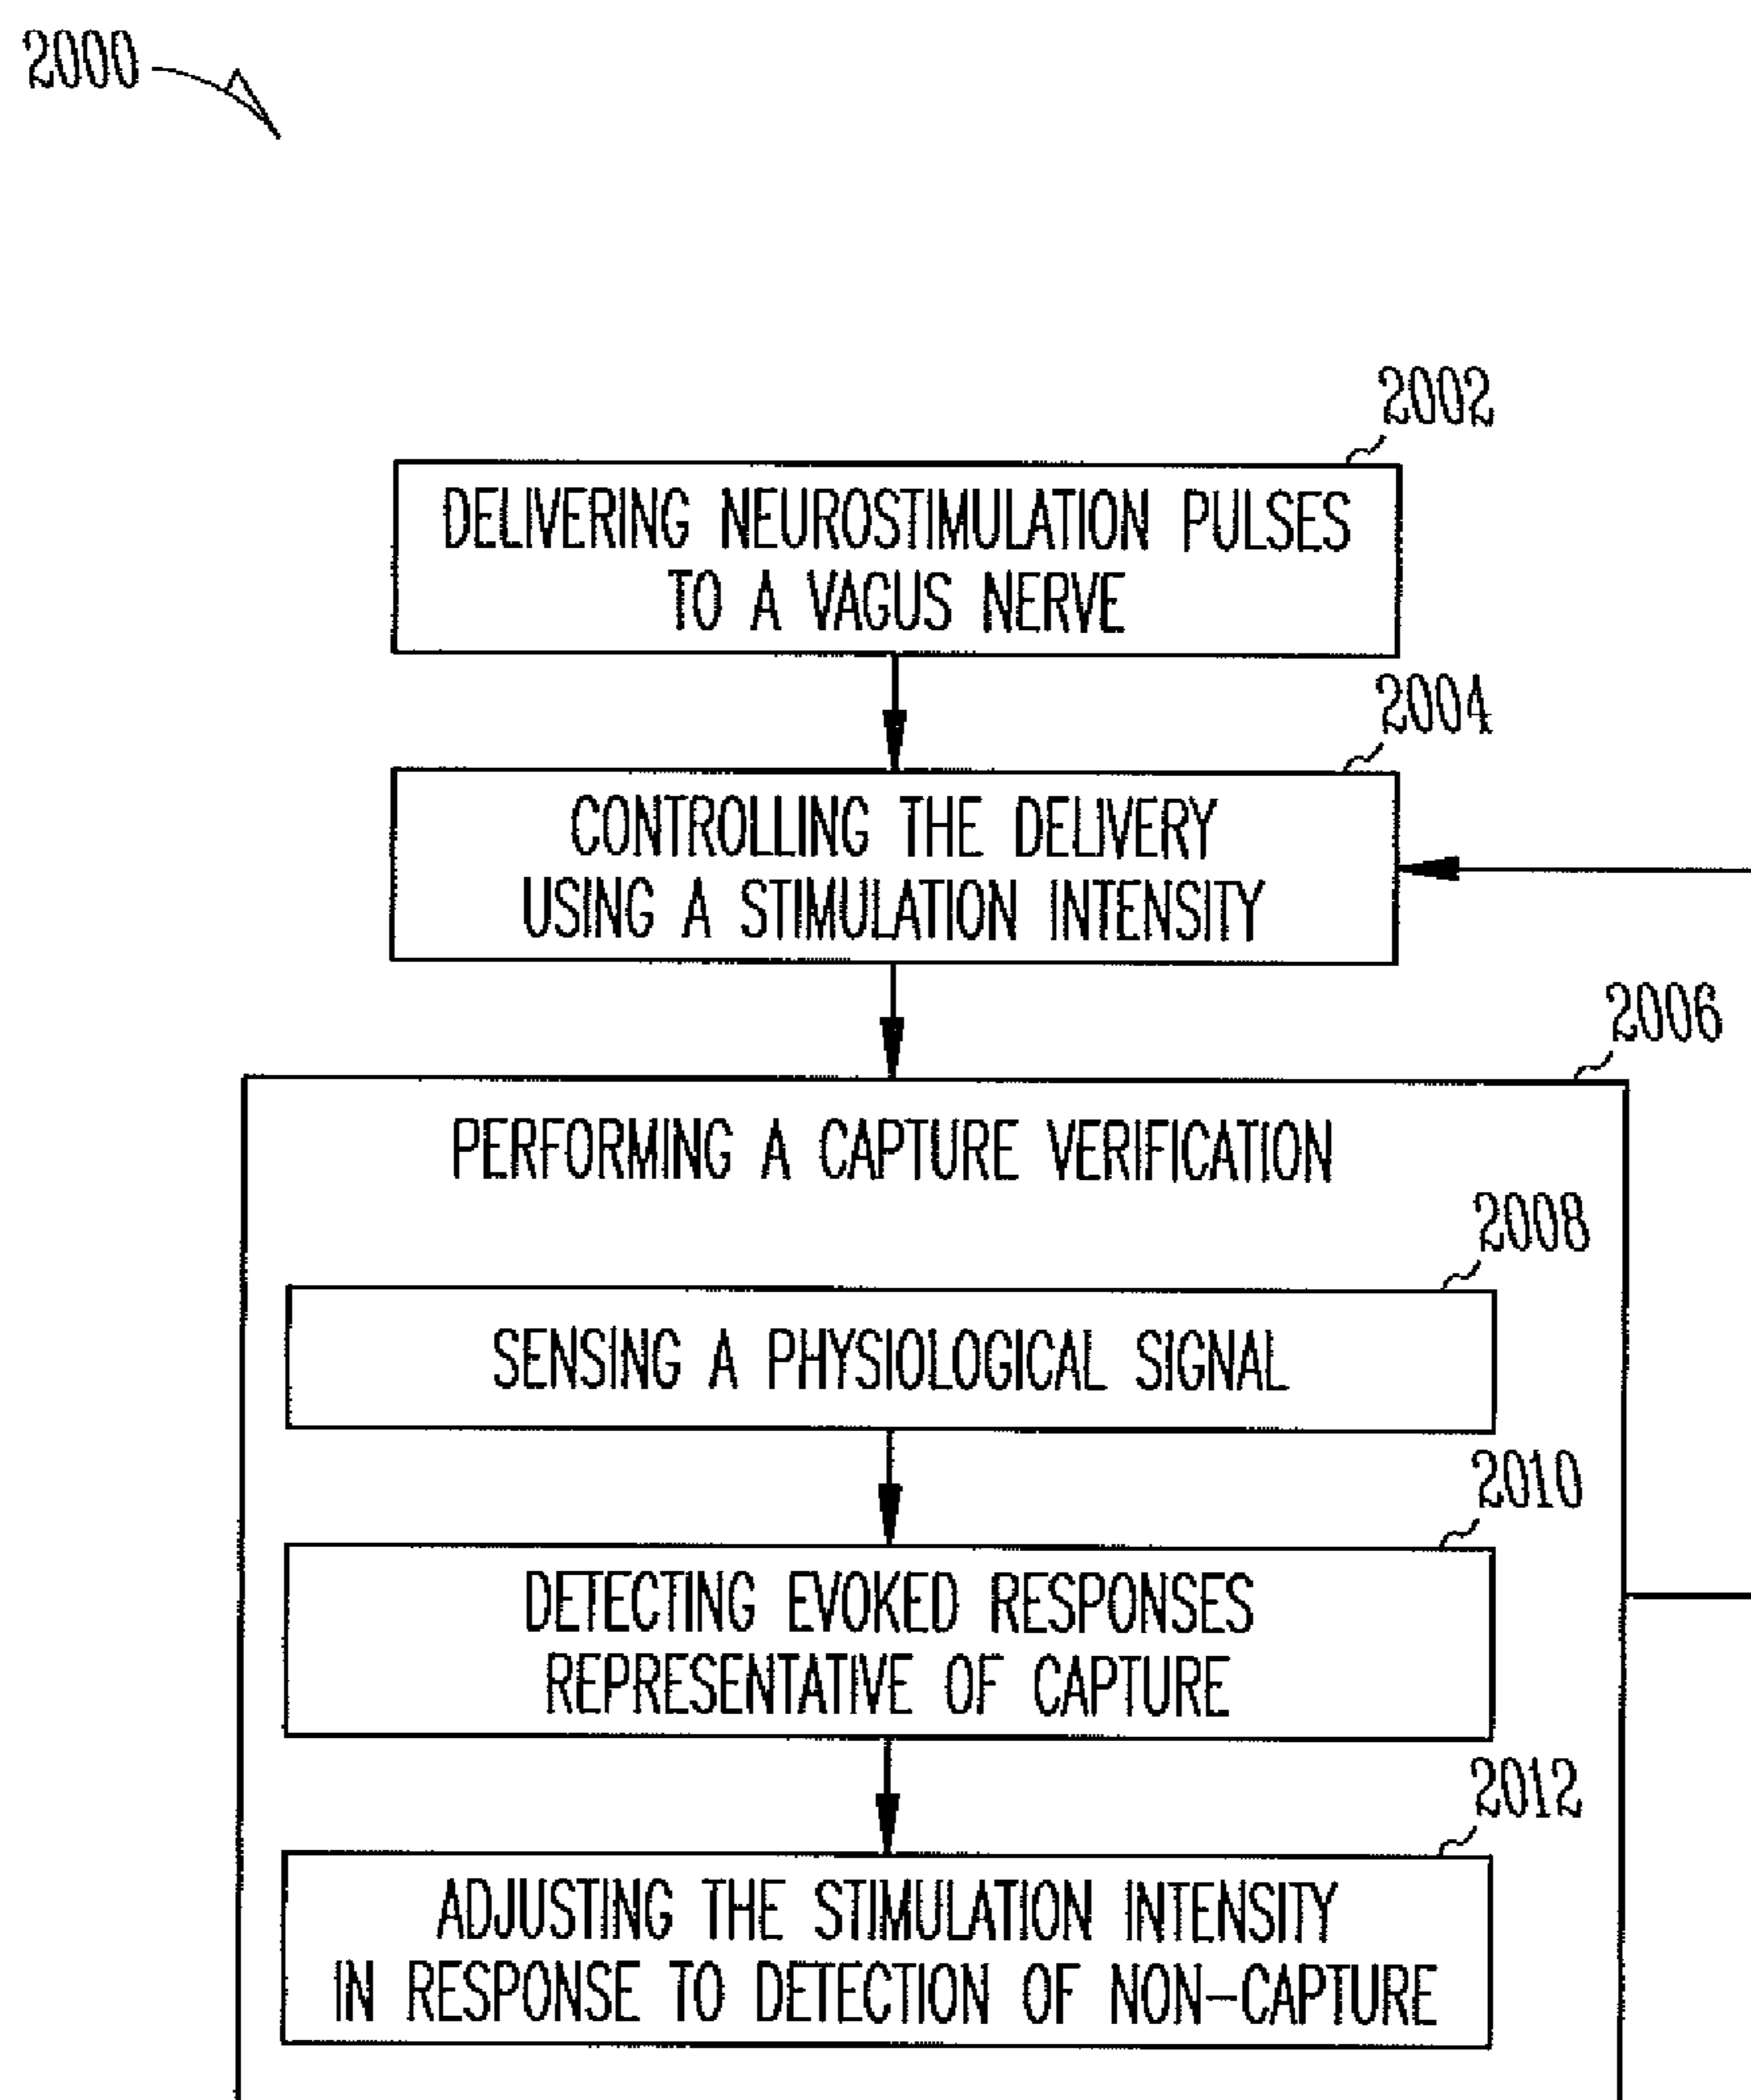 2000
2002
DELIVERING NEUROSTIMULATION PULSES
TO A VAGUS NERVE
2004
CONTROLLING THE DELIVERY
USING A STIMULATION INTENSITY
2006
PERFORMING A CAPTURE VERIFICATION
2008
SENSING A PHYSIOLOGICAL SIGNAL
2010
DETECTING EVOKED RESPONSES
REPRESENTATIVE OF CAPTURE
2012
ADJUSTING THE STIMULATION INTENSITY
IN RESPONSE TO DETECTION OF NON-CAPTURE